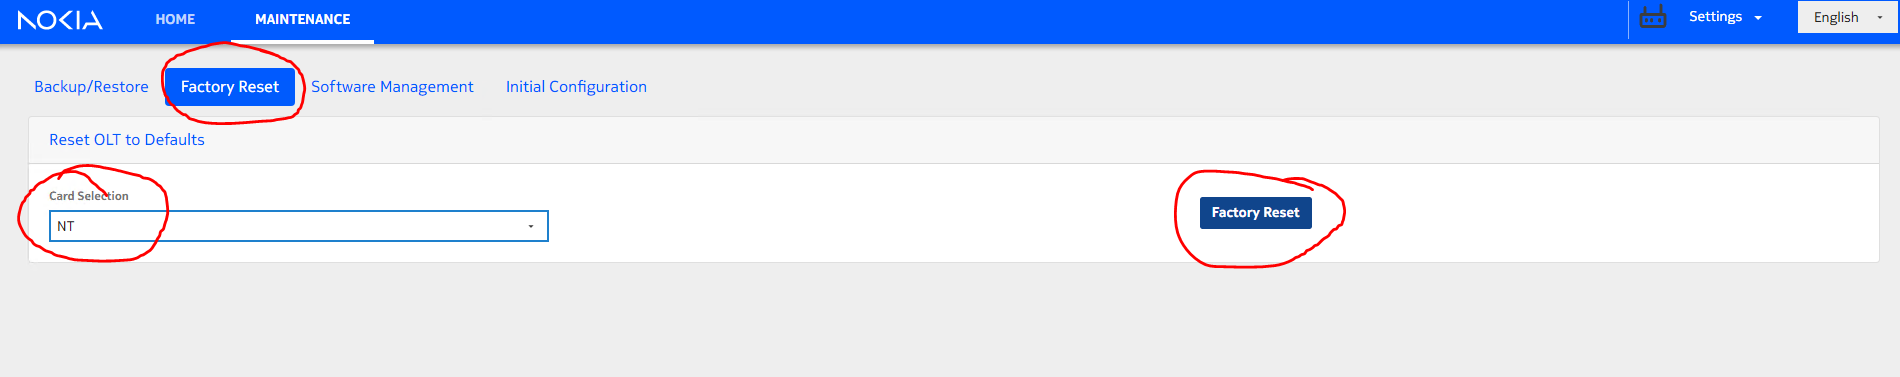 NOKIA HOME MAINTENANCE Settings English
Backup/Restore Factory Reset Software Management Initial Configuration
Reset OLT to Defaults
Card Selection
NT
Factory Reset